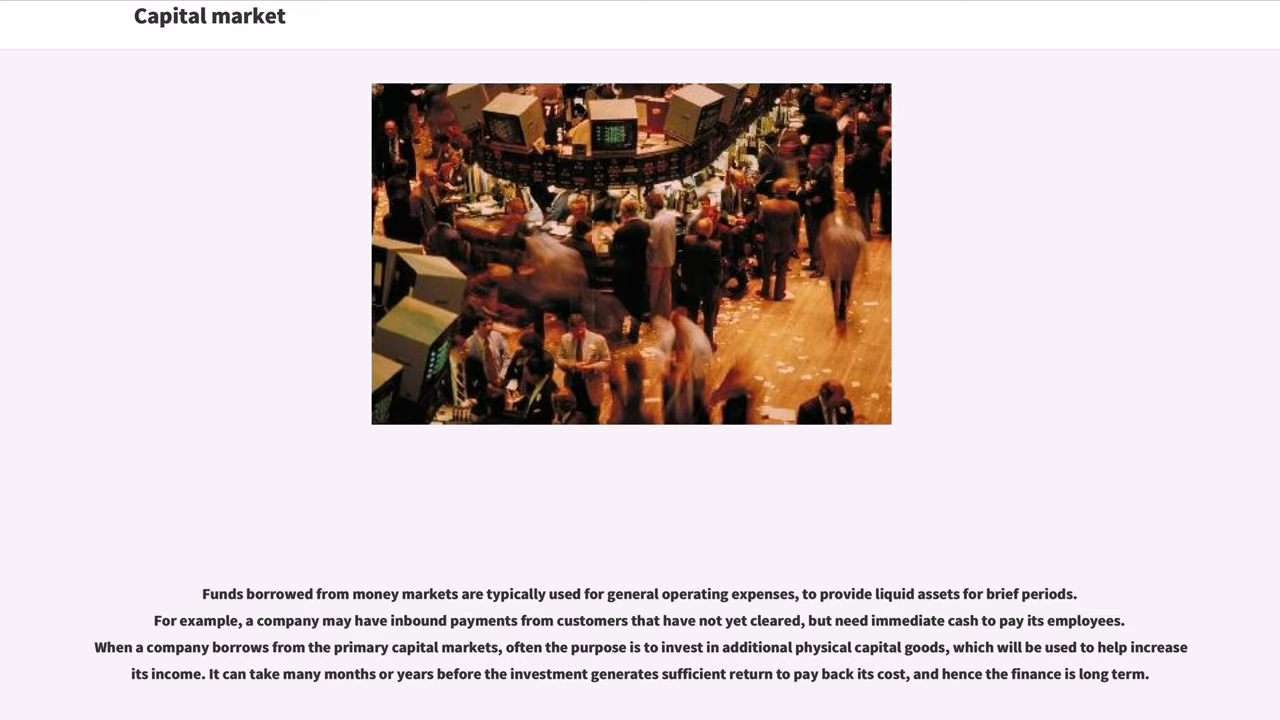 Capital market
Funds borrowed from money markets are typically used for general operating expenses, to provide liquid assets for brief periods.
For example, a company may have inbound payments from customers that have not yet cleared, but need immediate cash to pay its employees.
When a company borrows from the primary capital markets, often the purpose is to invest in additional physical capital goods, which will be used to help increase
its income. It can take many months or years before the investment generates sufficient return to pay back its cost, and hence the finance is long term.